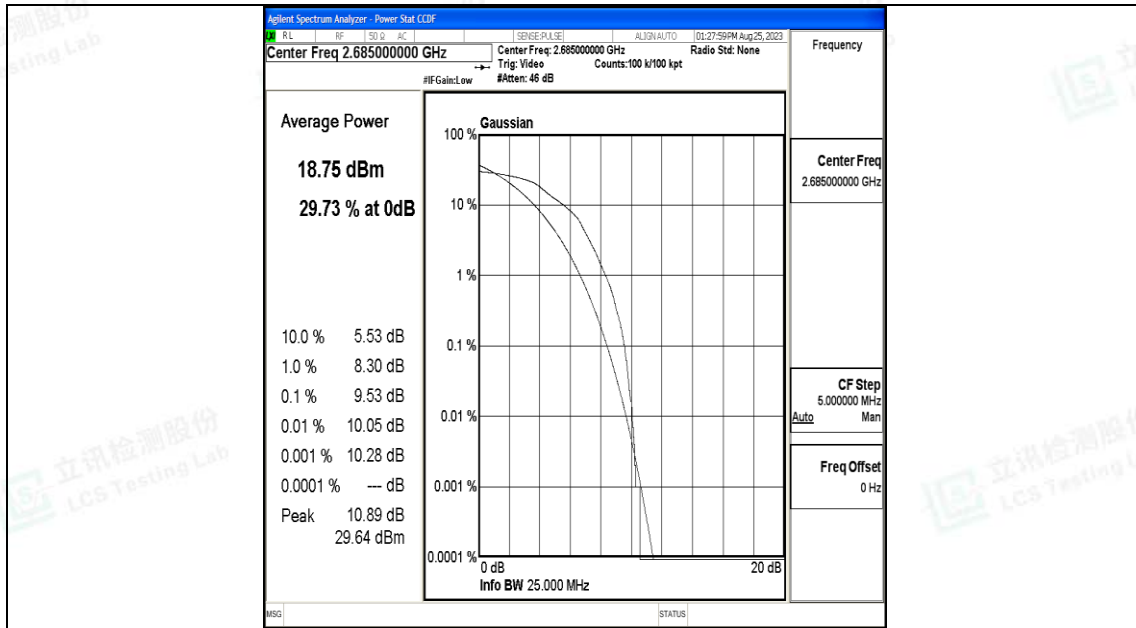 Agilent Spectrum Analyzer - Power Stat CCDF
RL RF 50 Ω AC SENSE:PULSE ALIGN AUTO 01:27:59 PM Aug 25, 2023
Center Freq 2.685000000 GHz
Center Freq: 2.685000000 GHz Radio Std: None
Trig: Video Counts:100 k/100 kpt
#IFGain:Low #Atten: 46 dB
Frequency
Average Power
18.75 dBm
29.73 % at 0dB
10.0 % 5.53 dB
1.0 % 8.30 dB
0.1 % 9.53 dB
0.01 % 10.05 dB
0.001 % 10.28 dB
0.0001 % --- dB
Peak 10.89 dB
29.64 dBm
Gaussian
100 %
10 %
1 %
0.1 %
0.01 %
0.001 %
0.0001 %
0 dB 20 dB
Info BW 25.000 MHz
Center Freq
2.685000000 GHz
CF Step
5.000000 MHz
Auto Man
Freq Offset
0 Hz
MSG STATUS
立讯检测股份
LCS Testing Lab
立讯检测股份
LCS Testing